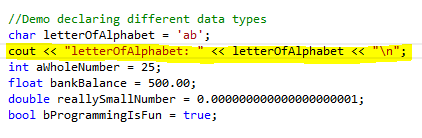 //Demo declaring different data types
char letterOfAlphabet = 'ab';
cout << "letterOfAlphabet: " << letterOfAlphabet << "\n";
int aWholeNumber = 25;
float bankBalance = 500.00;
double reallySmallNumber = 0.000000000000000000001;
bool bProgrammingIsFun = true;